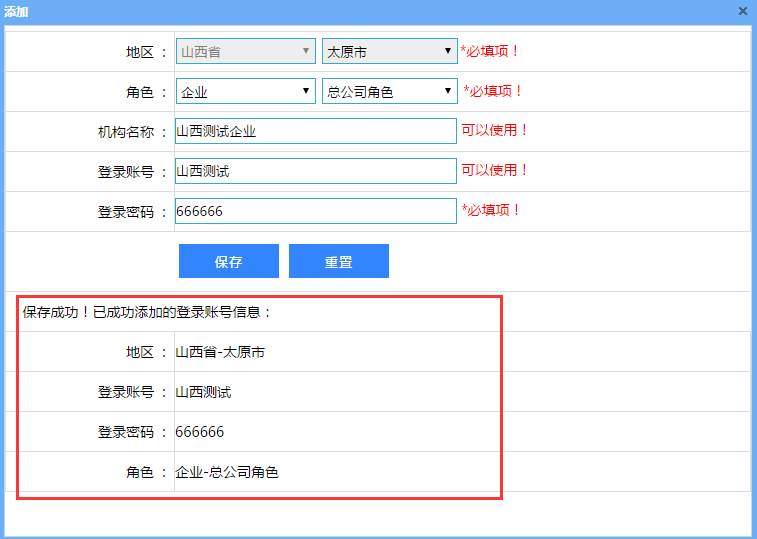 添加
地区 ： 山西省 太原市 *必填项！
角色 ： 企业 总公司角色 *必填项！
机构名称 ： 山西测试企业 可以使用！
登录账号 ： 山西测试 可以使用！
登录密码 ： 666666 *必填项！
保存 重置
保存成功！已成功添加的登录账号信息：
地区 ： 山西省-太原市
登录账号 ： 山西测试
登录密码 ： 666666
角色 ： 企业-总公司角色